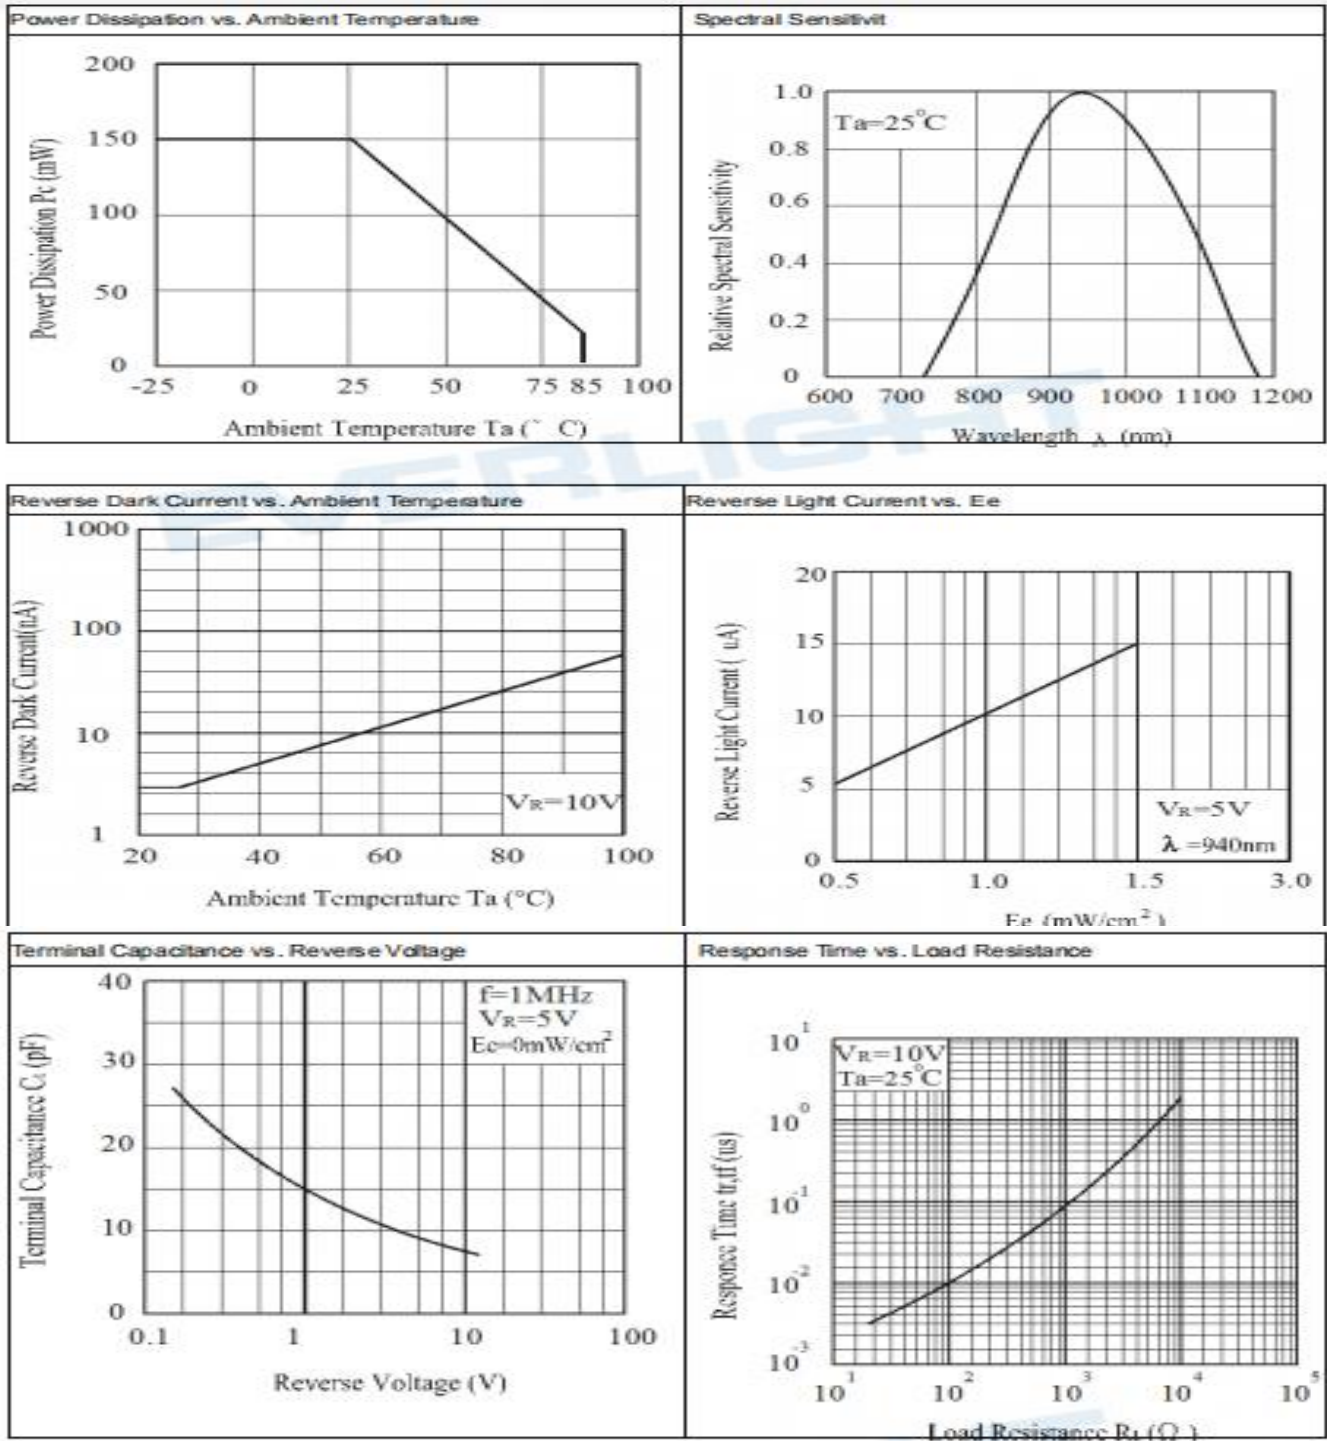 Power Dissipation vs. Ambient Temperature
200
150
100
50
0
Power Dissipation Pc (mW)
-25 0 25 50 75 85 100
Ambient Temperature Ta (˜ C)
Spectral Sensitivit
1.0
0.8
0.6
0.4
0.2
0
Ta=25°C
Relative Spectral Sensitivity
600 700 800 900 1000 1100 1200
Wavelength λ (nm)
EVERLIGHT
Reverse Dark Current vs. Ambient Temperature
1000
100
10
1
Reverse Dark Current(nA)
VR=10V
20 40 60 80 100
Ambient Temperature Ta (°C)
Reverse Light Current vs. Ee
20
15
10
5
0
Reverse Light Current ( uA)
VR=5V
λ =940nm
0.5 1.0 1.5 3.0
Ee (mW/cm²)
Terminal Capacitance vs. Reverse Voltage
40
30
20
10
0
Terminal Capacitance Ct (pF)
f=1MHz
VR=5V
Ee=0mW/cm²
0.1 1 10 100
Reverse Voltage (V)
Response Time vs. Load Resistance
10¹
10⁰
10⁻¹
10⁻²
10⁻³
Responce Time tr,tf (us)
VR=10V
Ta=25°C
10¹ 10² 10³ 10⁴ 10⁵
Load Resistance RL (Ω)